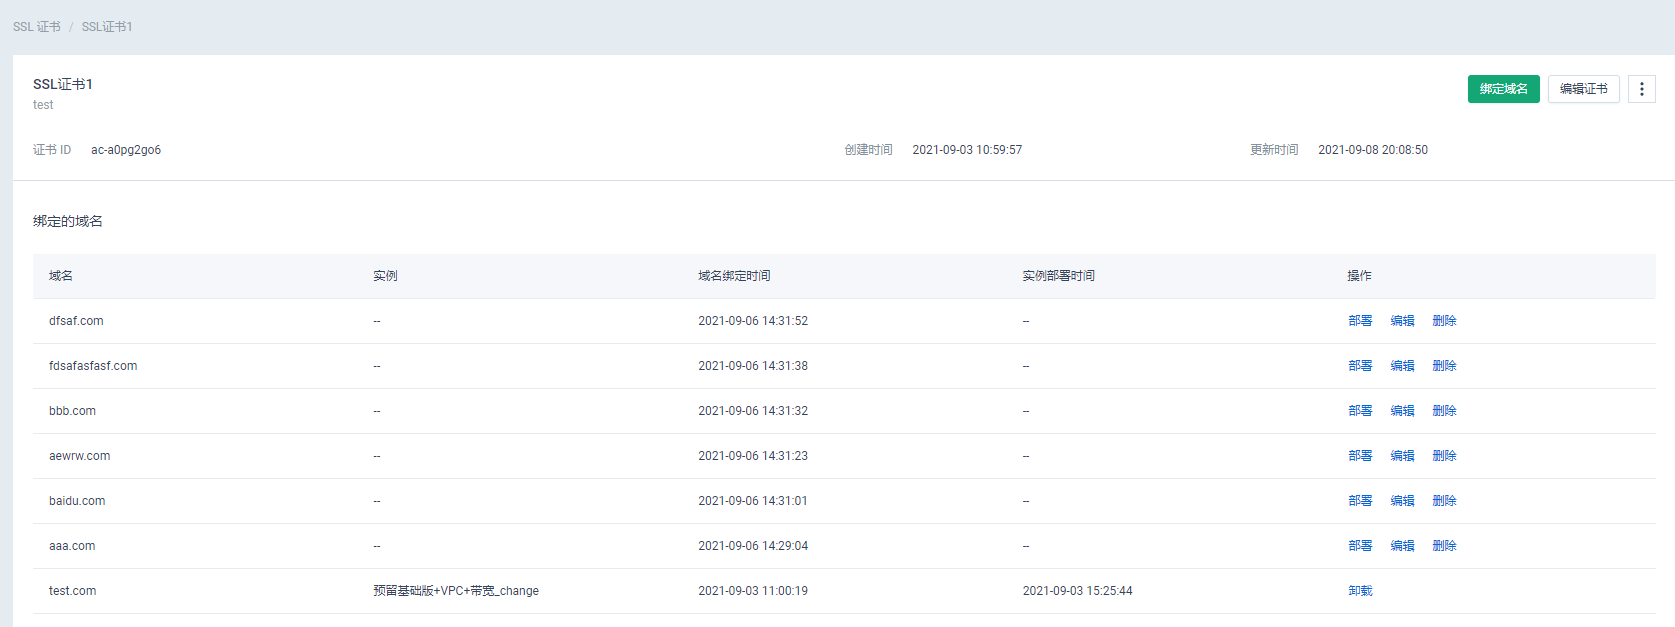 SSL 证书 / SSL证书1
SSL证书1
test
绑定域名 编辑证书
证书 ID ac-a0pg2go6 创建时间 2021-09-03 10:59:57 更新时间 2021-09-08 20:08:50
绑定的域名
域名 实例 域名绑定时间 实例部署时间 操作
dfsaf.com -- 2021-09-06 14:31:52 -- 部署 编辑 删除
fdsafasfasf.com -- 2021-09-06 14:31:38 -- 部署 编辑 删除
bbb.com -- 2021-09-06 14:31:32 -- 部署 编辑 删除
aewrw.com -- 2021-09-06 14:31:23 -- 部署 编辑 删除
baidu.com -- 2021-09-06 14:31:01 -- 部署 编辑 删除
aaa.com -- 2021-09-06 14:29:04 -- 部署 编辑 删除
test.com 预留基础版+VPC+带宽_change 2021-09-03 11:00:19 2021-09-03 15:25:44 卸载